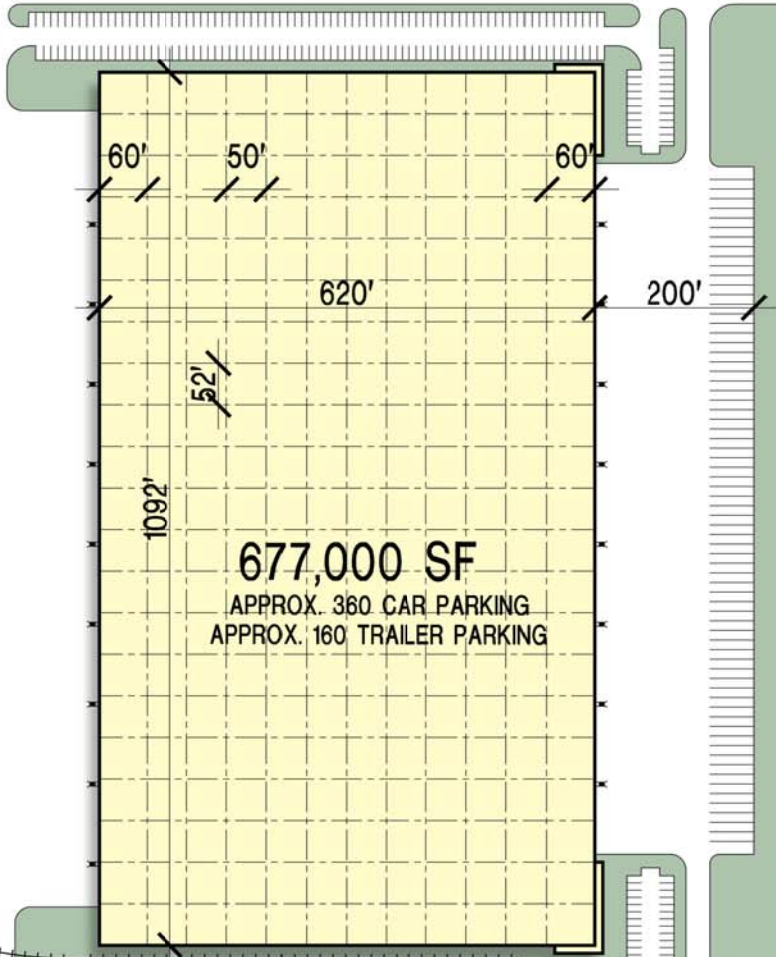 60'
50'
60'
620'
200'
52'
1092'
677,000 SF
APPROX. 360 CAR PARKING
APPROX. 160 TRAILER PARKING